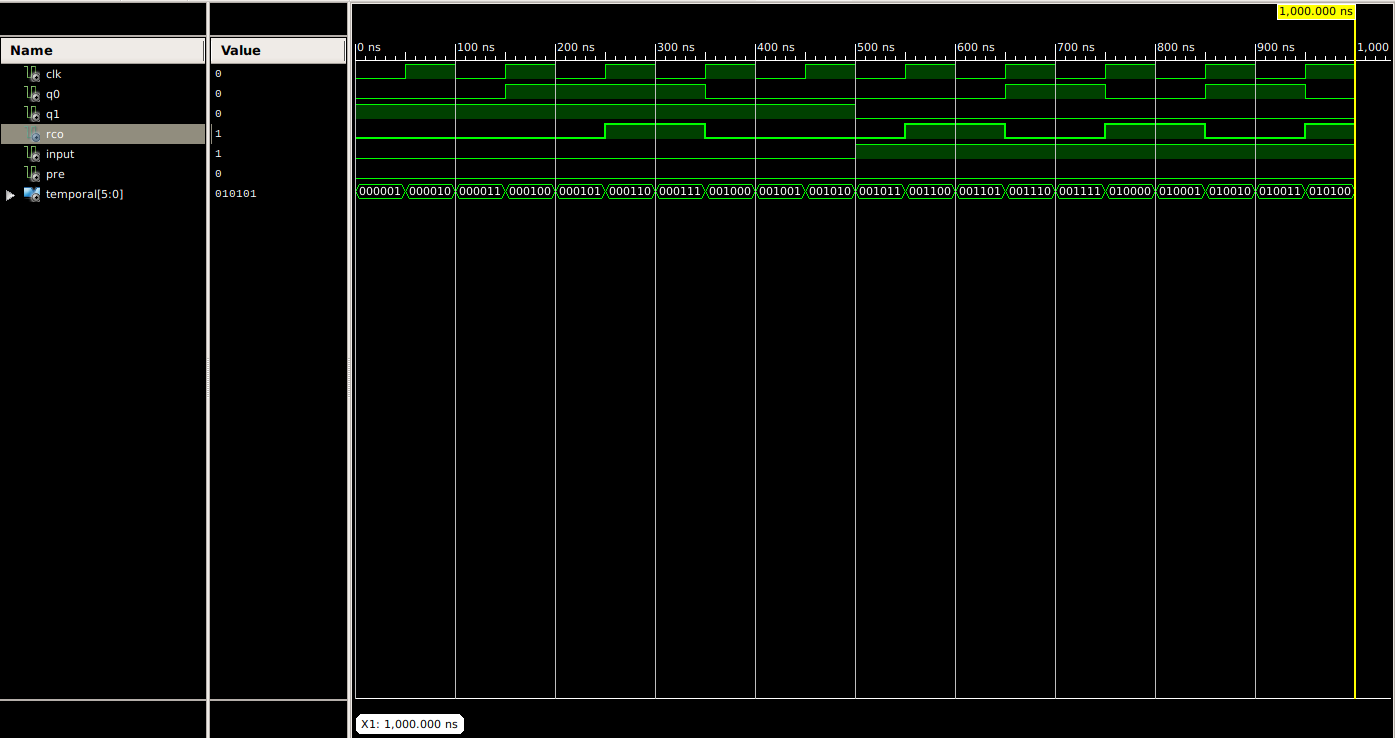 1,000.000 ns
Name Value 0 ns 100 ns 200 ns 300 ns 400 ns 500 ns 600 ns 700 ns 800 ns 900 ns 1,000
clk 0
q0 0
q1 0
rco 1
input 1
pre 0
temporal[5:0] 010101 000001 000010 000011 000100 000101 000110 000111 001000 001001 001010 001011 001100 001101 001110 001111 010000 010001 010010 010011 010100
X1: 1,000.000 ns